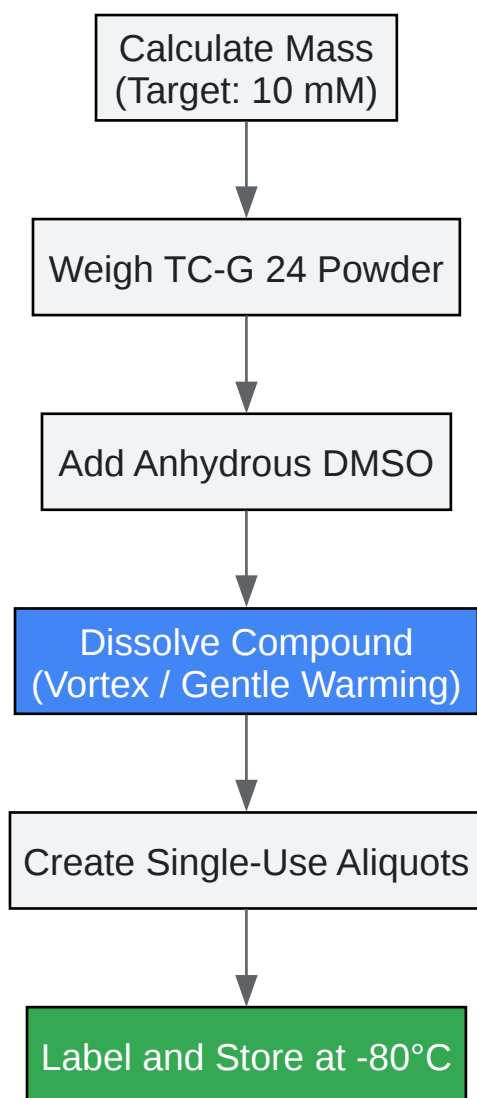 Calculate Mass
(Target: 10 mM)
Weigh TC-G 24 Powder
Add Anhydrous DMSO
Dissolve Compound
(Vortex / Gentle Warming)
Create Single-Use Aliquots
Label and Store at -80°C